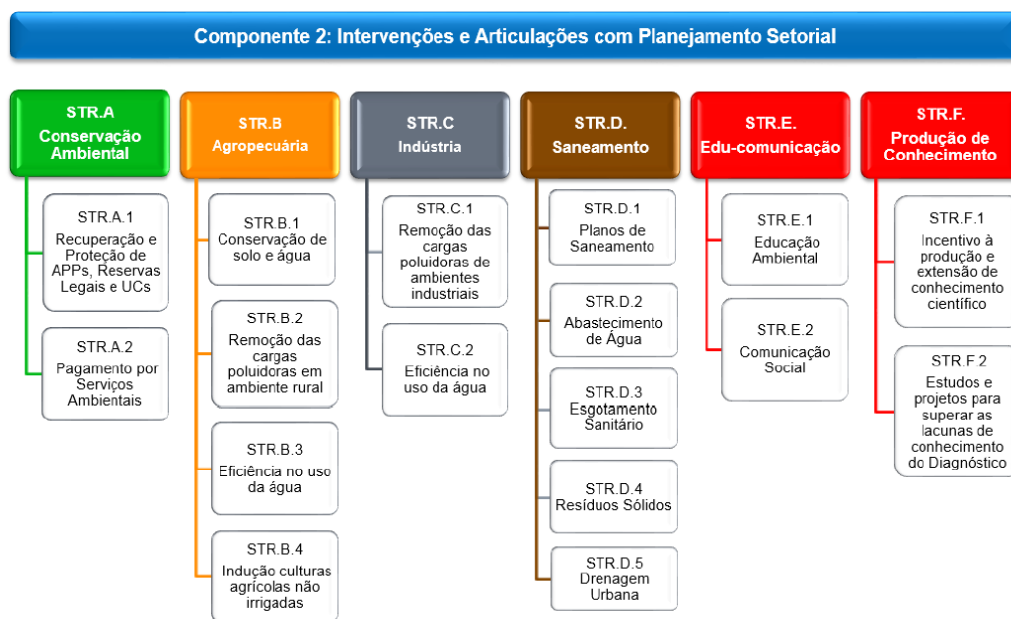 Componente 2: Intervenções e Articulações com Planejamento Setorial
STR.A
Conservação
Ambiental
STR.A.1
Recuperação e
Proteção de
APPs, Reservas
Legais e UCs
STR.A.2
Pagamento por
Serviços
Ambientais
STR.B
Agropecuária
STR.B.1
Conservação de
solo e água
STR.B.2
Remoção das
cargas
poluidoras em
ambiente rural
STR.B.3
Eficiência no uso
da água
STR.B.4
Indução culturas
agrícolas não
irrigadas
STR.C
Indústria
STR.C.1
Remoção das
cargas
poluidoras de
ambientes
industriais
STR.C.2
Eficiência no
uso da água
STR.D.
Saneamento
STR.D.1
Planos de
Saneamento
STR.D.2
Abastecimento
de Água
STR.D.3
Esgotamento
Sanitário
STR.D.4
Resíduos Sólidos
STR.D.5
Drenagem
Urbana
STR.E.
Edu-comunicação
STR.E.1
Educação
Ambiental
STR.E.2
Comunicação
Social
STR.F.
Produção de
Conhecimento
STR.F.1
Incentivo à
produção e
extensão de
conhecimento
científico
STR.F.2
Estudos e
projetos para
superar as
lacunas de
conhecimento
do Diagnóstico